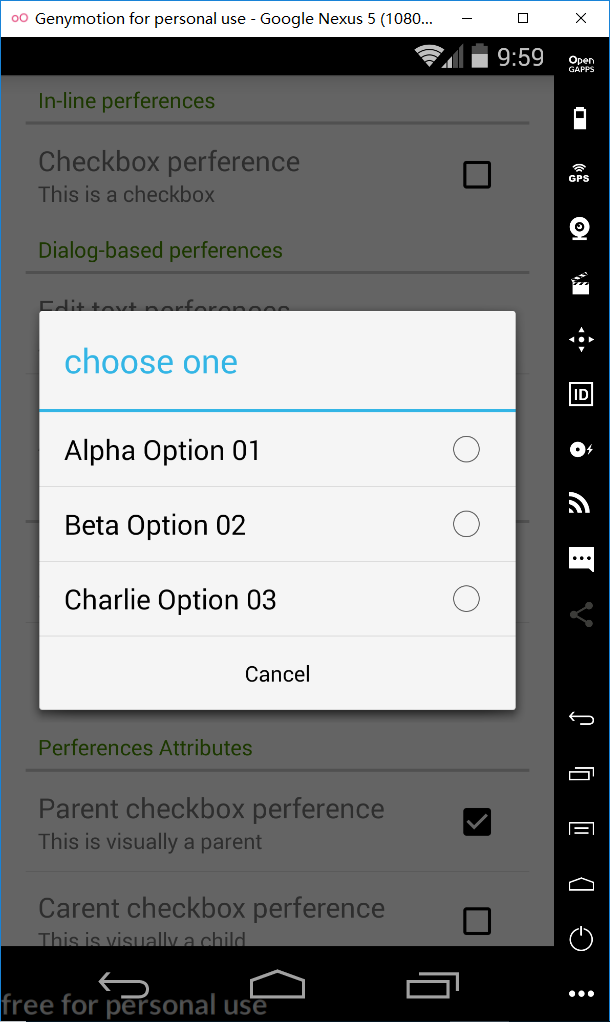 Genymotion for personal use - Google Nexus 5 (1080...
9:59
Open
GAPPS
In-line perferences
Checkbox perference
This is a checkbox
GPS
Dialog-based perferences
Edit text perferences
choose one
ID
Alpha Option 01
Beta Option 02
Charlie Option 03
Cancel
Perferences Attributes
Parent checkbox perference
This is visually a parent
Carent checkbox perference
This is visually a child
free for personal use